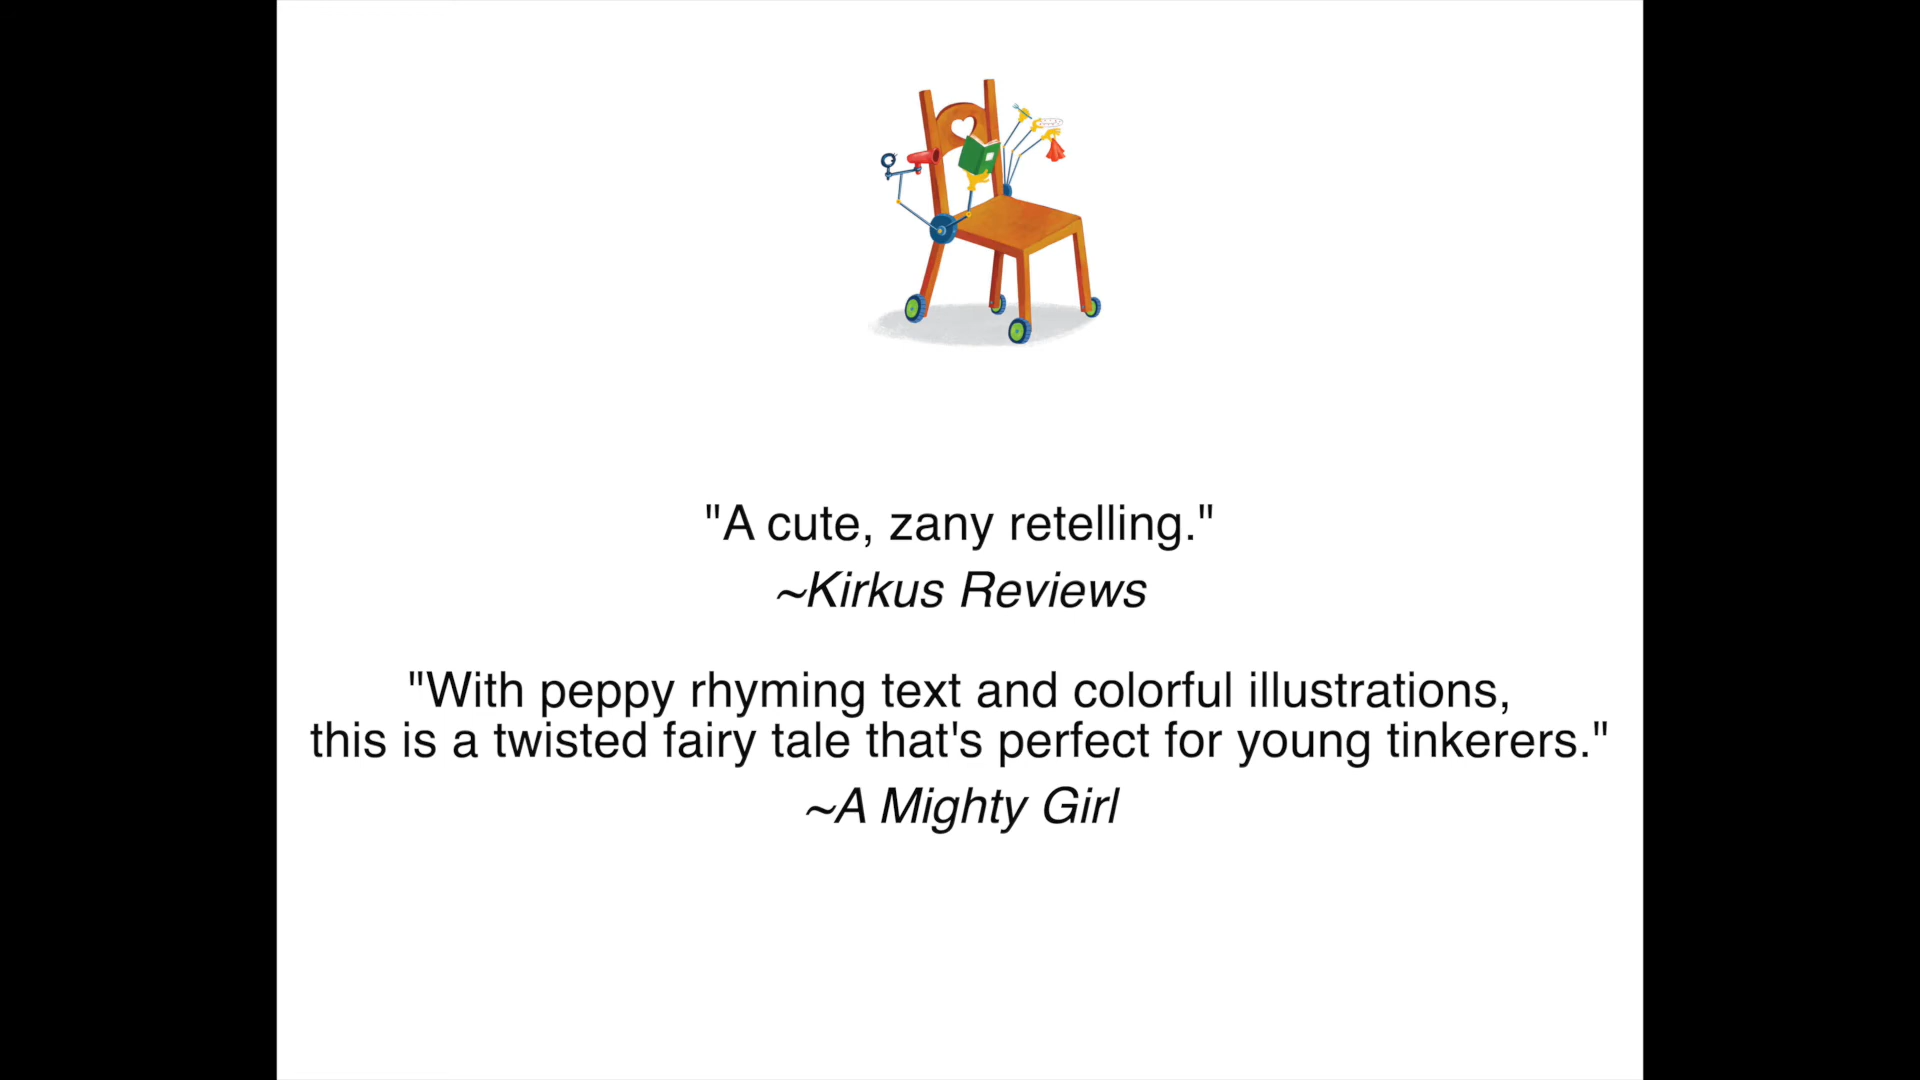 "A cute, zany retelling."
~Kirkus Reviews
"With peppy rhyming text and colorful illustrations,
this is a twisted fairy tale that's perfect for young tinkerers."
~A Mighty Girl